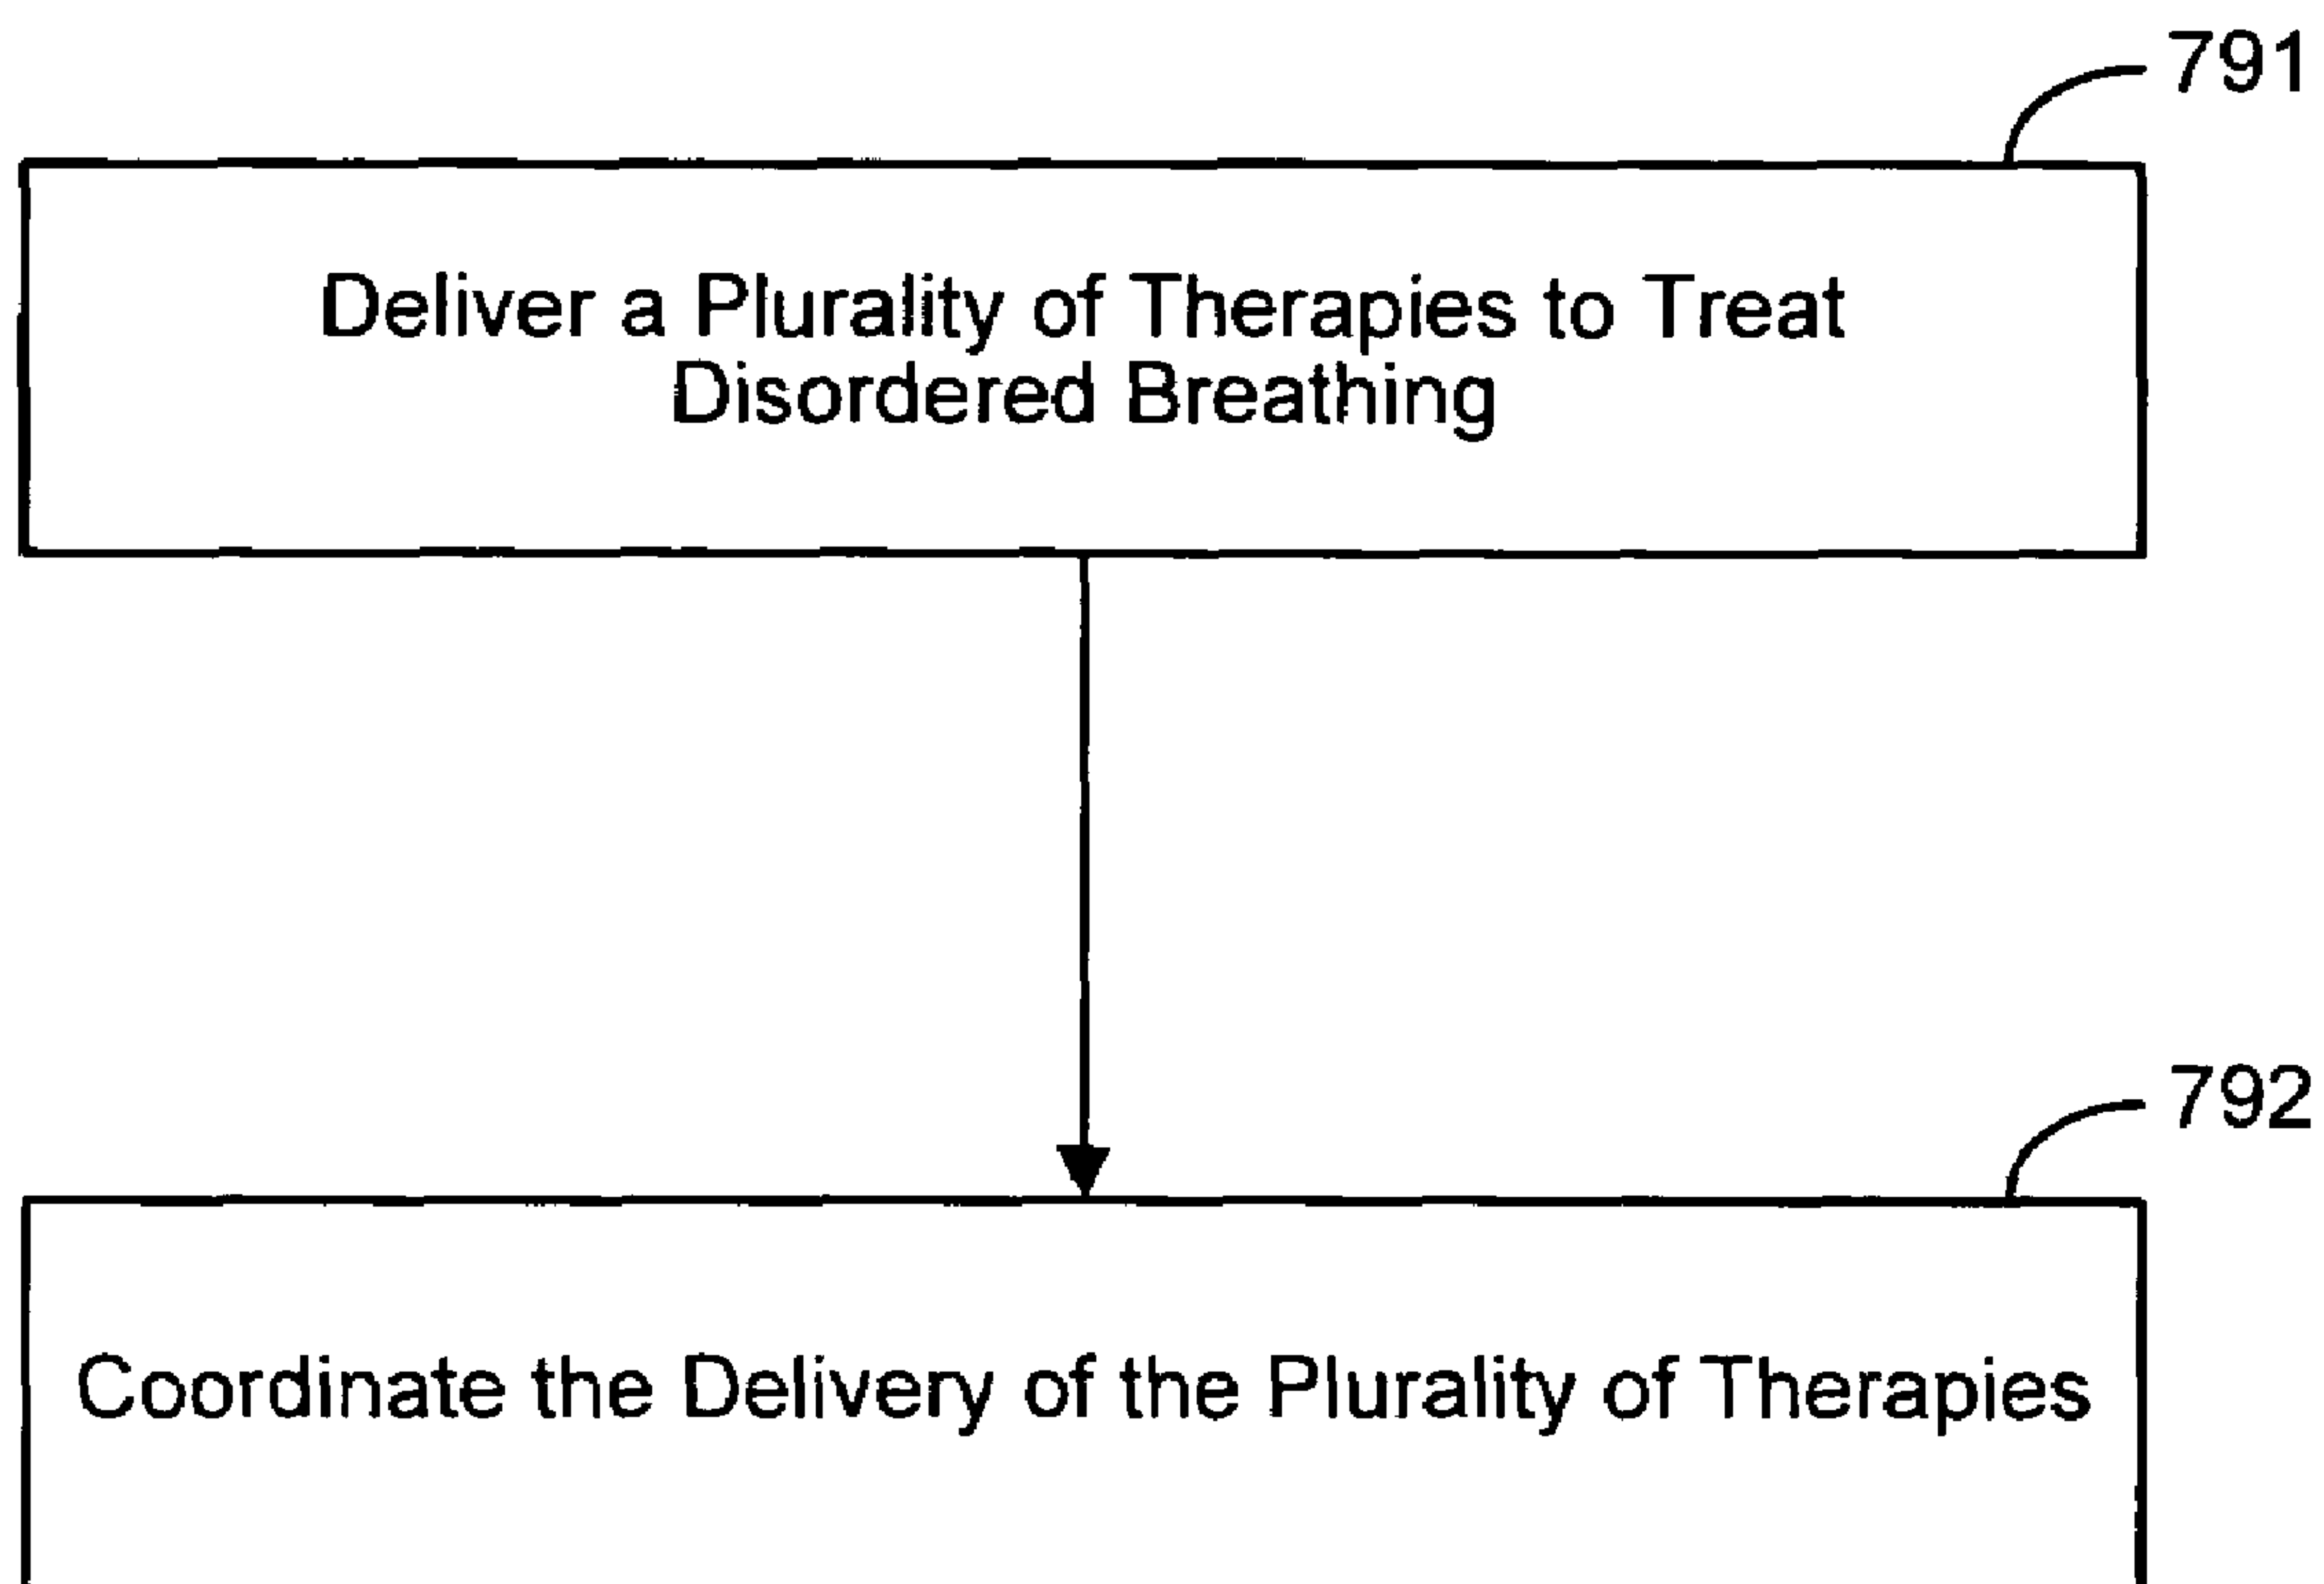 791
Deliver a Plurality of Therapies to Treat
Disordered Breathing
792
Coordinate the Delivery of the Plurality of Therapies